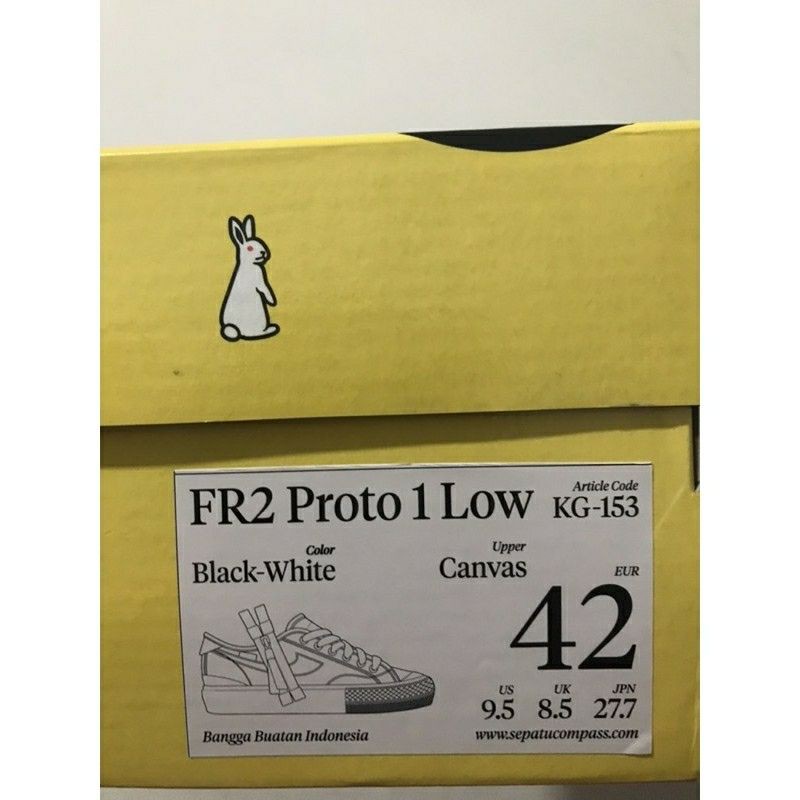 FR2 Proto 1 Low
Article Code
KG-153
Color
Black-White
Upper
Canvas
EUR
42
US UK JPN
9.5 8.5 27.7
Bangga Buatan Indonesia
www.sepatucompass.com